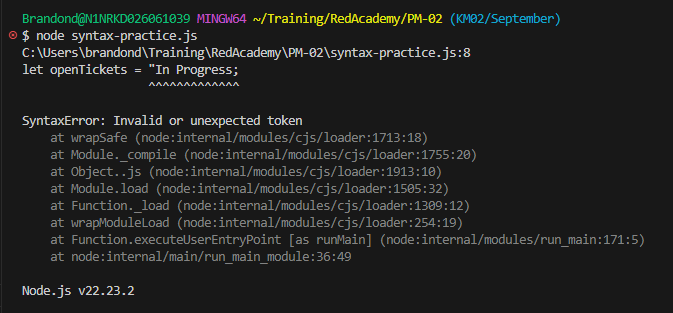 Brandond@N1NRKD026061039 MINGW64 ~/Training/RedAcademy/PM-02 (KM02/September)
$ node syntax-practice.js
C:\Users\brandond\Training\RedAcademy\PM-02\syntax-practice.js:8
let openTickets = "In Progress;
                  ^^^^^^^^^^^^^

SyntaxError: Invalid or unexpected token
    at wrapSafe (node:internal/modules/cjs/loader:1713:18)
    at Module._compile (node:internal/modules/cjs/loader:1755:20)
    at Object..js (node:internal/modules/cjs/loader:1913:10)
    at Module.load (node:internal/modules/cjs/loader:1505:32)
    at Function._load (node:internal/modules/cjs/loader:1309:12)
    at wrapModuleLoad (node:internal/modules/cjs/loader:254:19)
    at Function.executeUserEntryPoint [as runMain] (node:internal/modules/run_main:171:5)
    at node:internal/main/run_main_module:36:49

Node.js v22.23.2